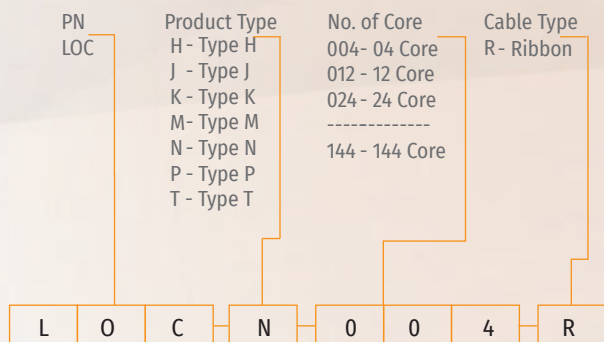 PN
LOC
Product Type
H - Type H
J - Type J
K - Type K
M - Type M
N - Type N
P - Type P
T - Type T
No. of Core
004 - 04 Core
012 - 12 Core
024 - 24 Core
-------------
144 - 144 Core
Cable Type
R - Ribbon
L O C N 0 0 4 R